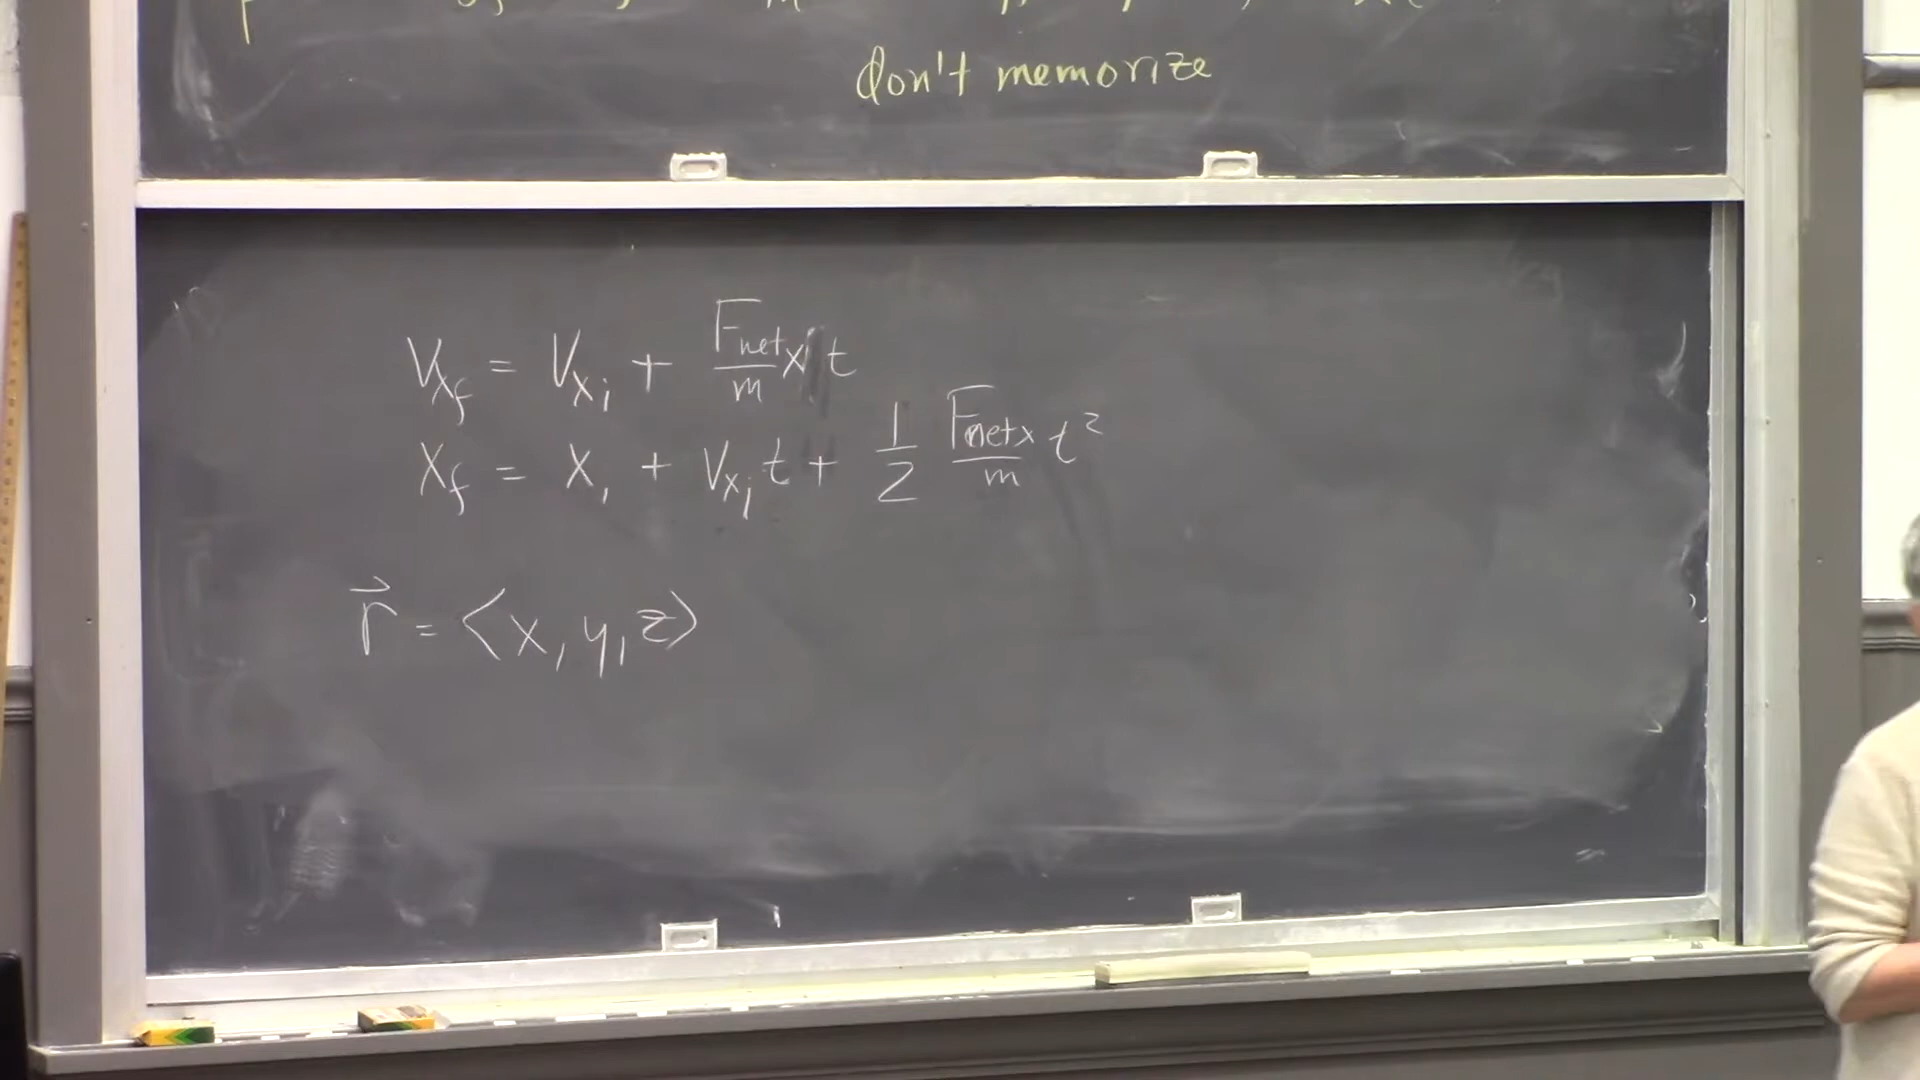 don't memorize
Vxf = Vxi + Fnetx/m t
Xf = Xi + Vxi t + 1/2 Fnetx/m t²
r⃗ = ⟨x, y, z⟩